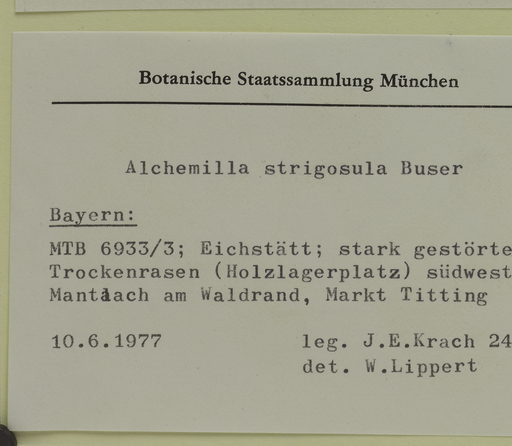 Botanische Staatssammlung München
Alchemilla strigosula Buser
Bayern:
MTB 6933/3; Eichstätt; stark gestörte
Trockenrasen (Holzlagerplatz) südwest
Mantlach am Waldrand, Markt Titting
10.6.1977 leg. J.E.Krach 24
det. W.Lippert